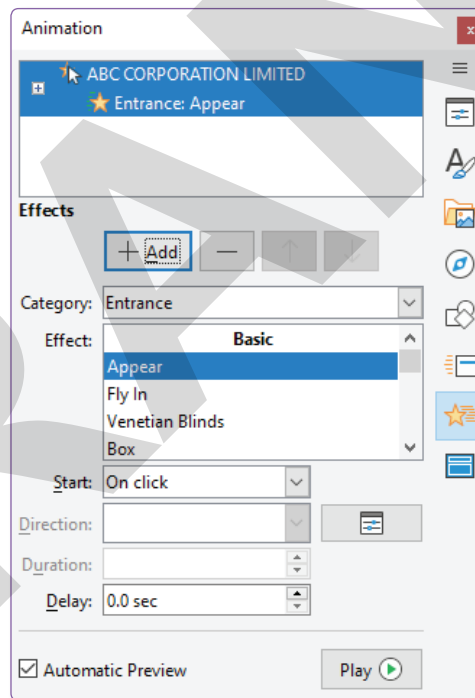 Animation
ABC CORPORATION LIMITED
Entrance: Appear
Effects
Add
Category: Entrance
Effect: Basic
Appear
Fly In
Venetian Blinds
Box
Start: On click
Direction:
Duration:
Delay: 0.0 sec
Automatic Preview Play